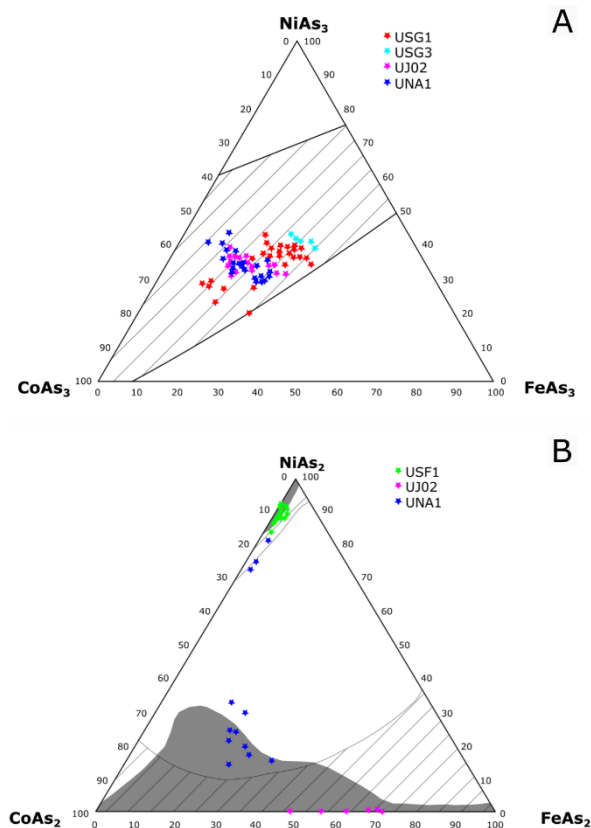 A
NiAs₃
0 100
USG1
USG3
UJ02
UNA1
10 90
20 80
30 70
40 60
50 50
60 40
70 30
80 20
90 10
CoAs₃ 100 0 FeAs₃
0 10 20 30 40 50 60 70 80 90 100
B
NiAs₂
0 100
USF1
UJ02
UNA1
10 90
20 80
30 70
40 60
50 50
60 40
70 30
80 20
90 10
CoAs₂ 100 0 FeAs₂
0 10 20 30 40 50 60 70 80 90 100